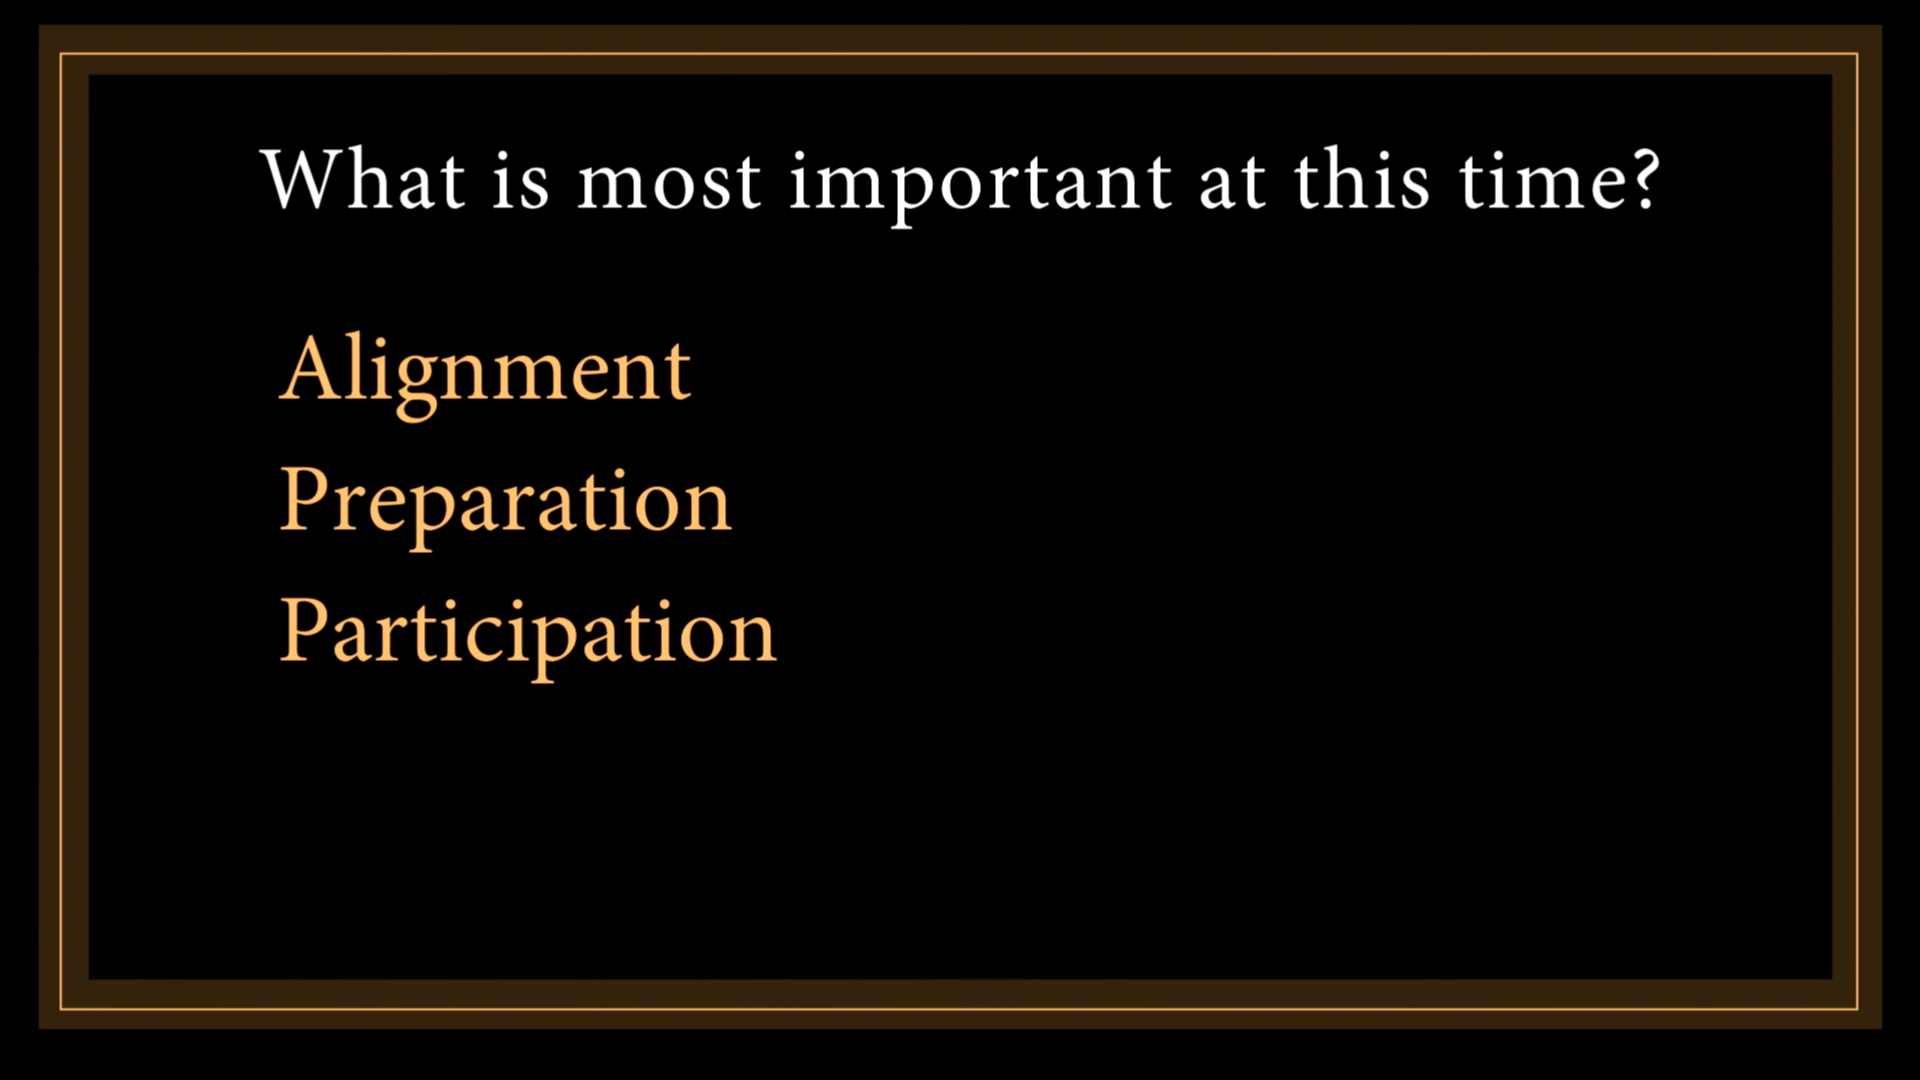 What is most important at this time?
Alignment
Preparation
Participation